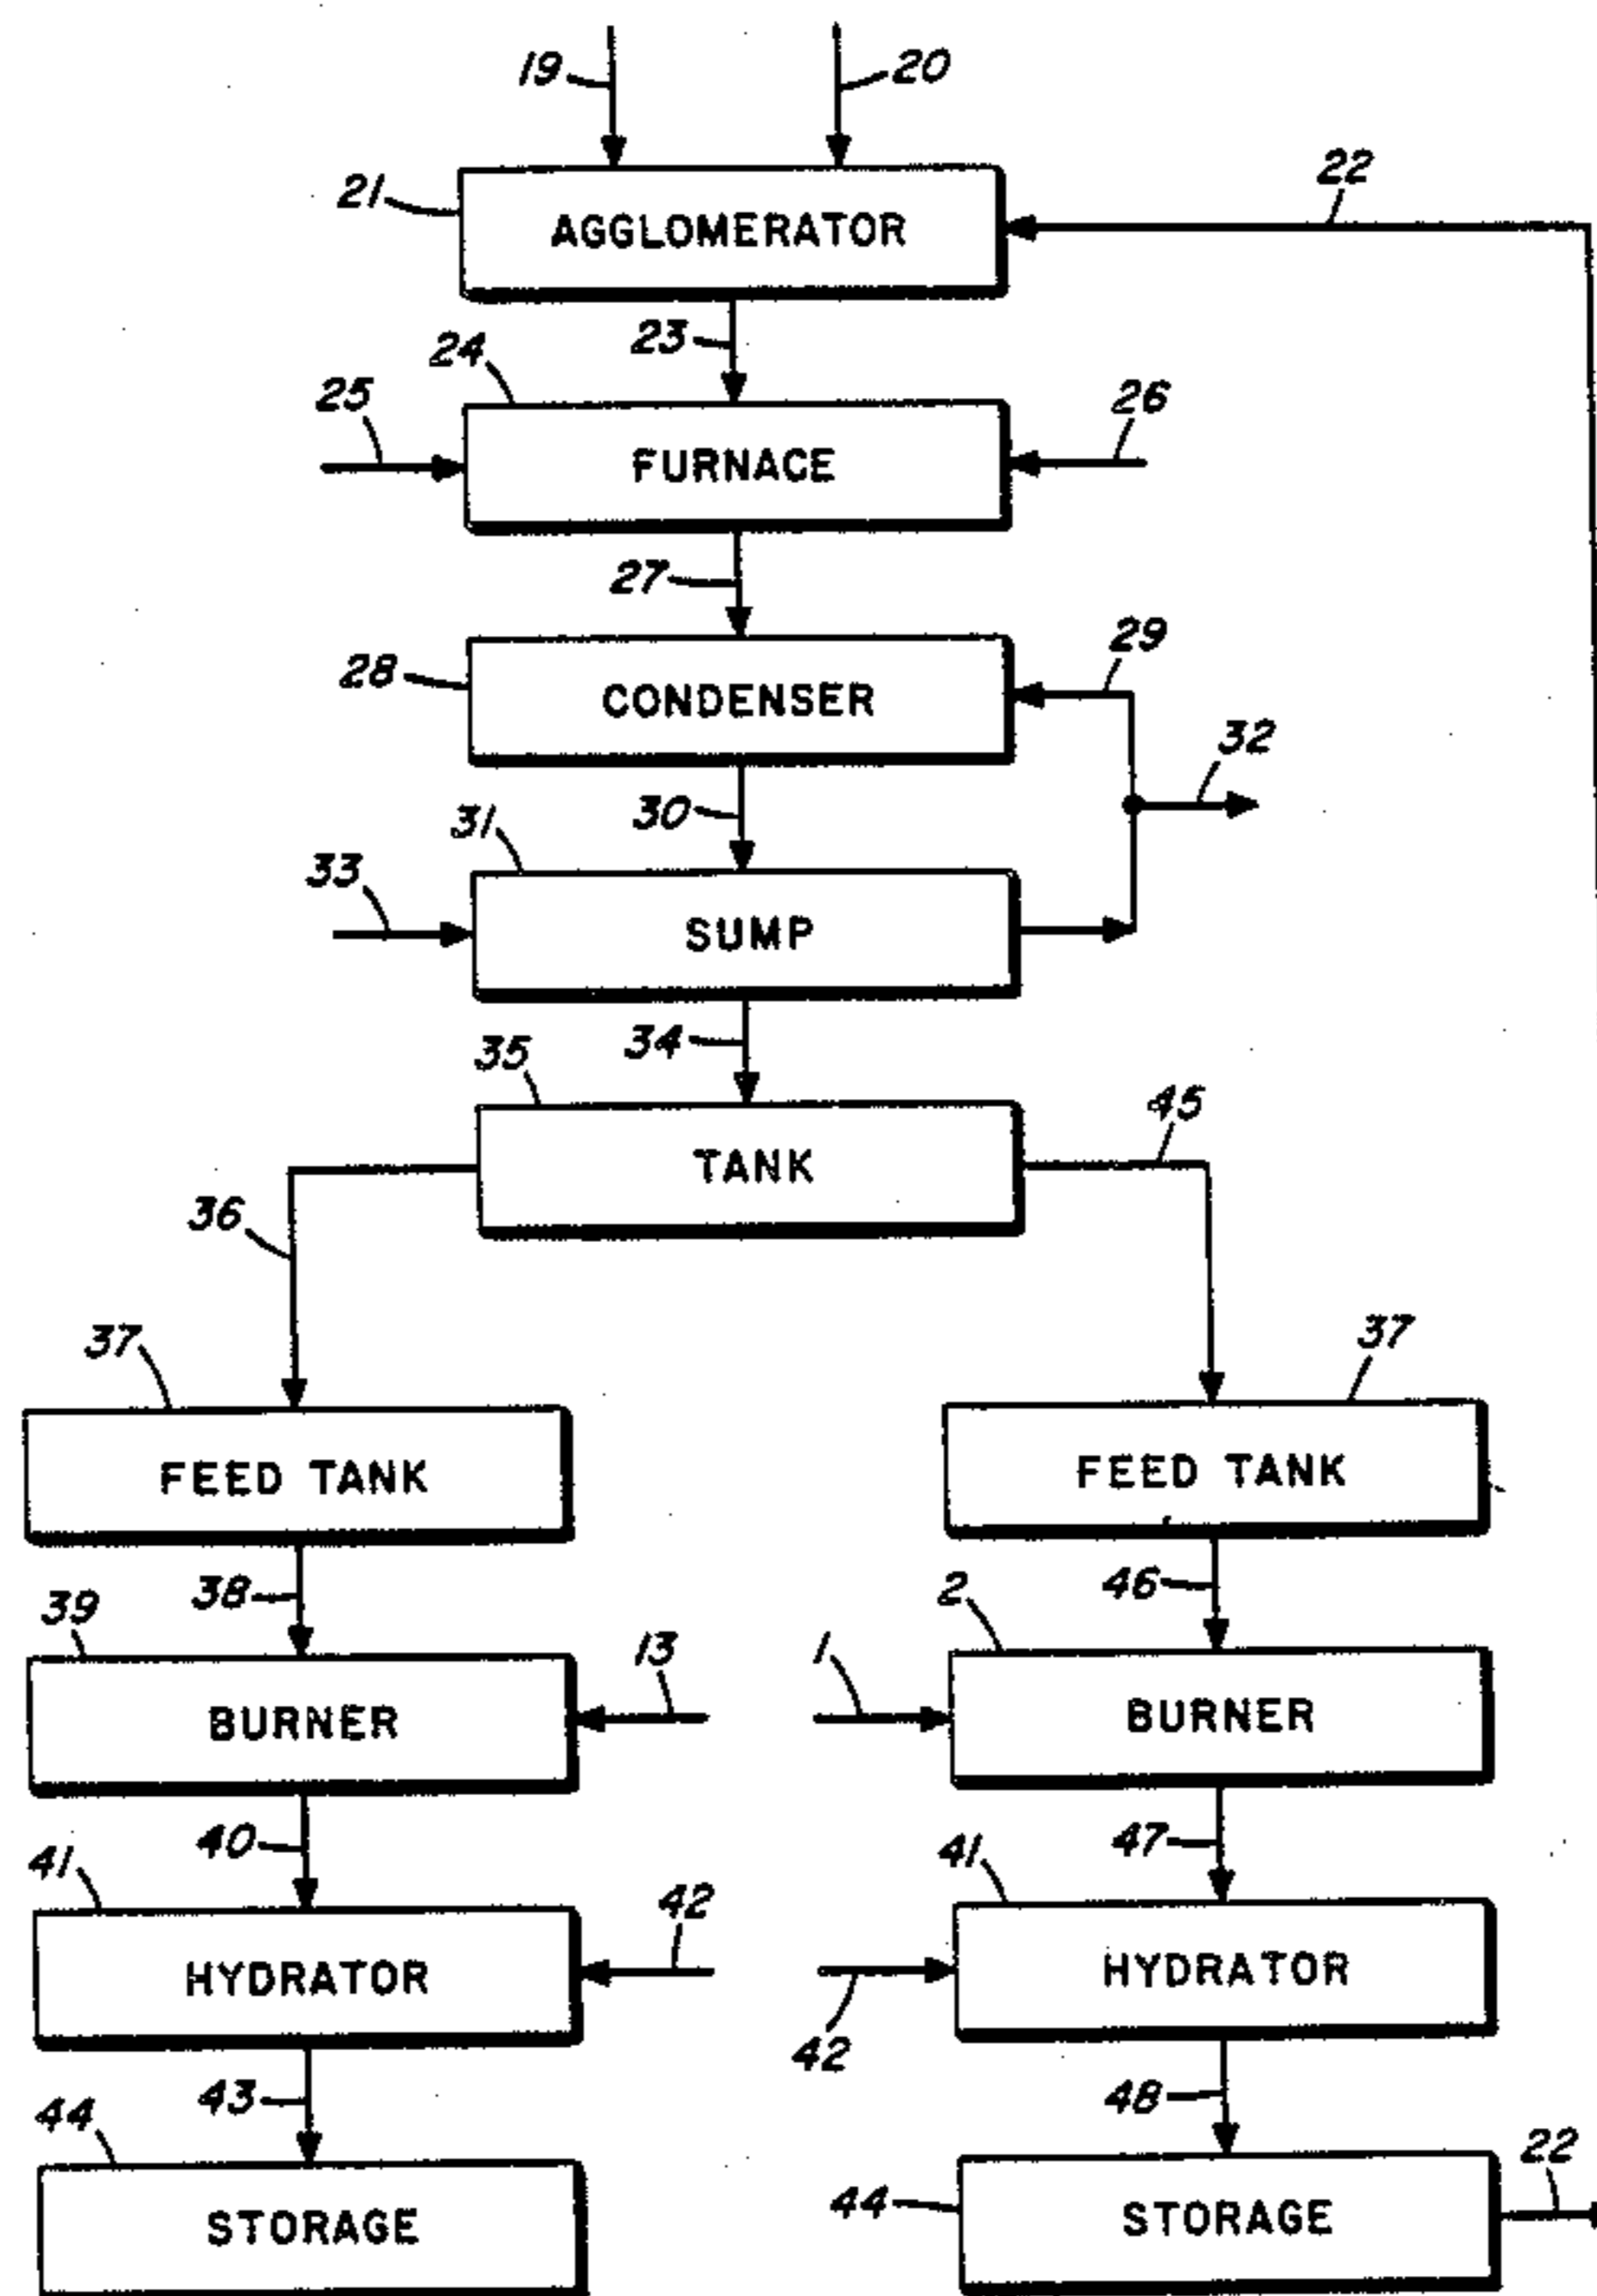 19
20
22
21
AGGLOMERATOR
23
24
25
26
FURNACE
27
29
28
CONDENSER
32
30
31
33
SUMP
34
35
45
TANK
36
37
37
FEED TANK
FEED TANK
38
46
39
2
13
1
BURNER
BURNER
40
47
41
41
42
HYDRATOR
HYDRATOR
42
43
48
44
22
44
STORAGE
STORAGE